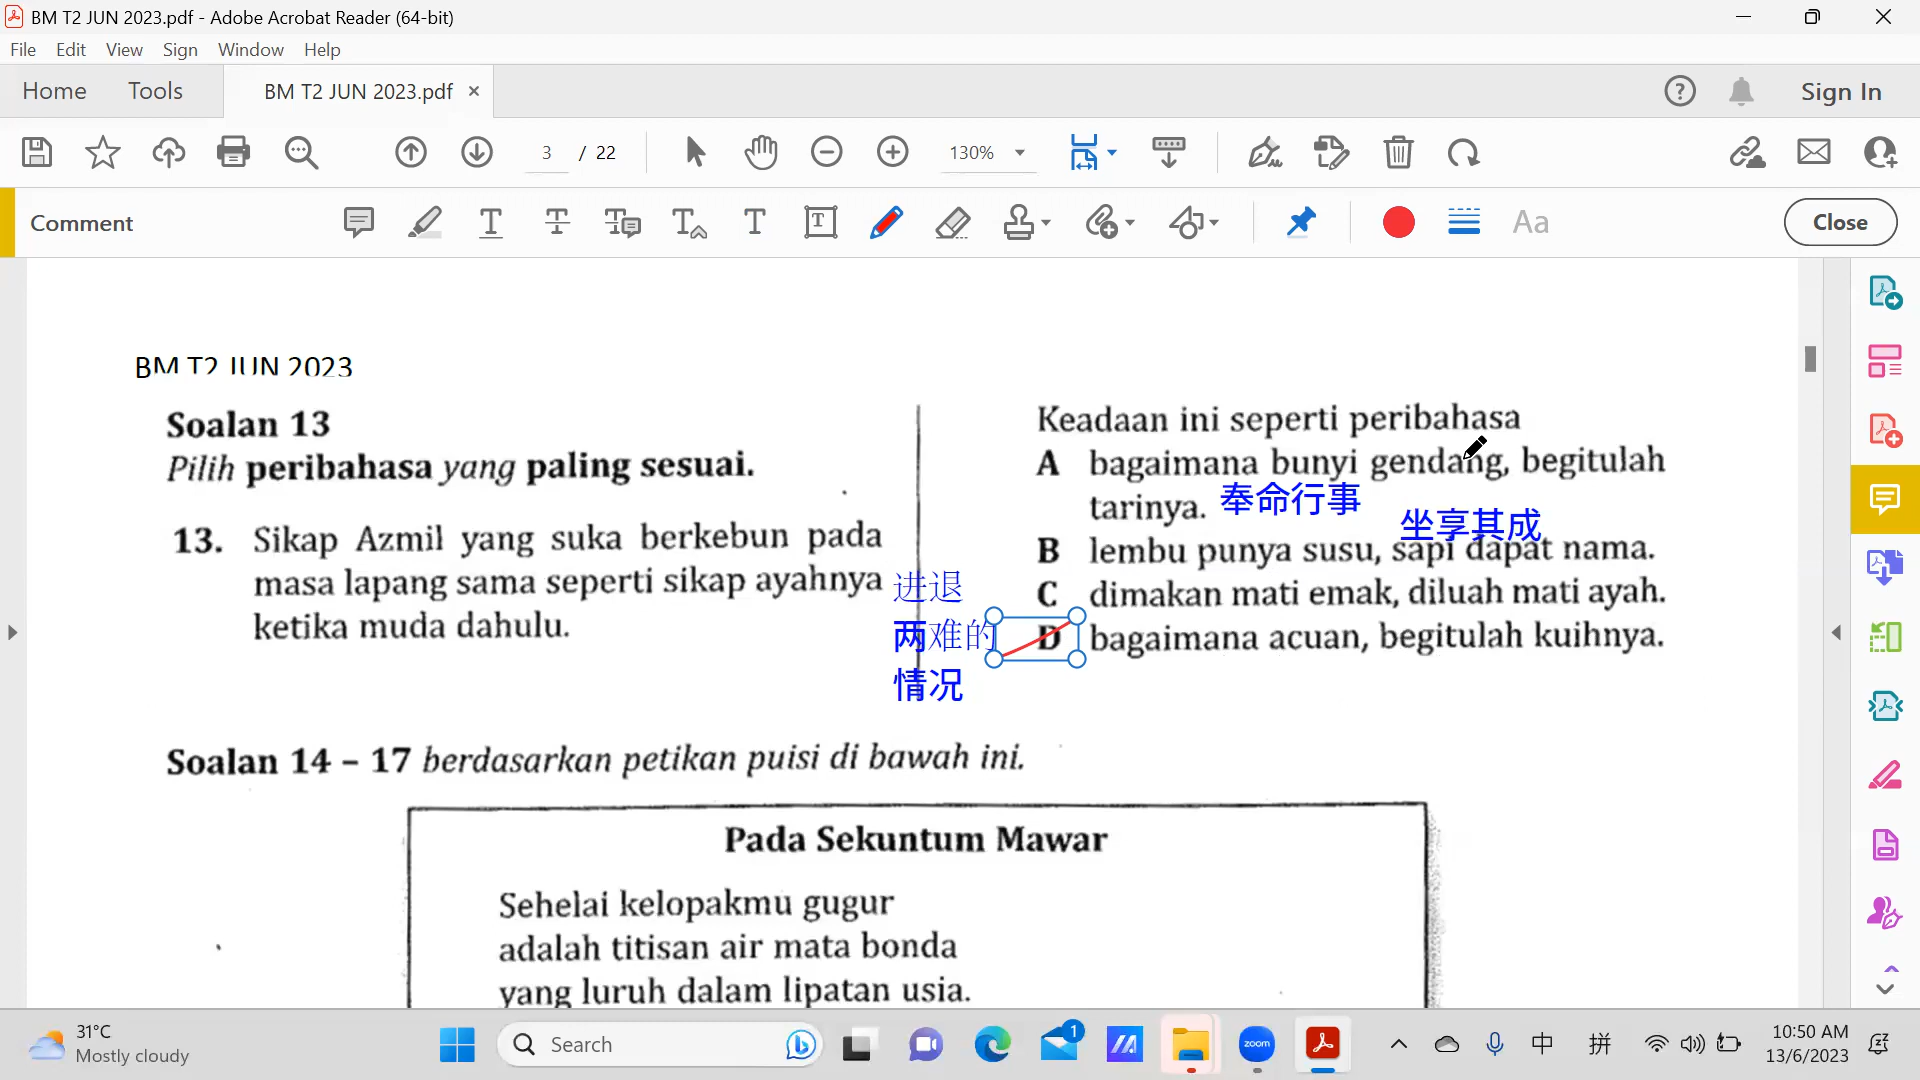 BM T2 JUN 2023.pdf - Adobe Acrobat Reader (64-bit)
File Edit View Sign Window Help
Home Tools BM T2 JUN 2023.pdf × Sign In
3 / 22 130%
Comment Aa Close
BM T2 JUN 2023
Soalan 13
Pilih peribahasa yang paling sesuai.
13. Sikap Azmil yang suka berkebun pada
masa lapang sama seperti sikap ayahnya
ketika muda dahulu.
Keadaan ini seperti peribahasa
A bagaimana bunyi gendang, begitulah
tarinya. 奉命行事
坐享其成
B lembu punya susu, sapi dapat nama.
进退
C dimakan mati emak, diluah mati ayah.
两难的
D bagaimana acuan, begitulah kuihnya.
情况
Soalan 14 – 17 berdasarkan petikan puisi di bawah ini.
Pada Sekuntum Mawar
Sehelai kelopakmu gugur
adalah titisan air mata bonda
yang luruh dalam lipatan usia.
31°C
Mostly cloudy
Search
1
zoom
中 拼
10:50 AM
13/6/2023